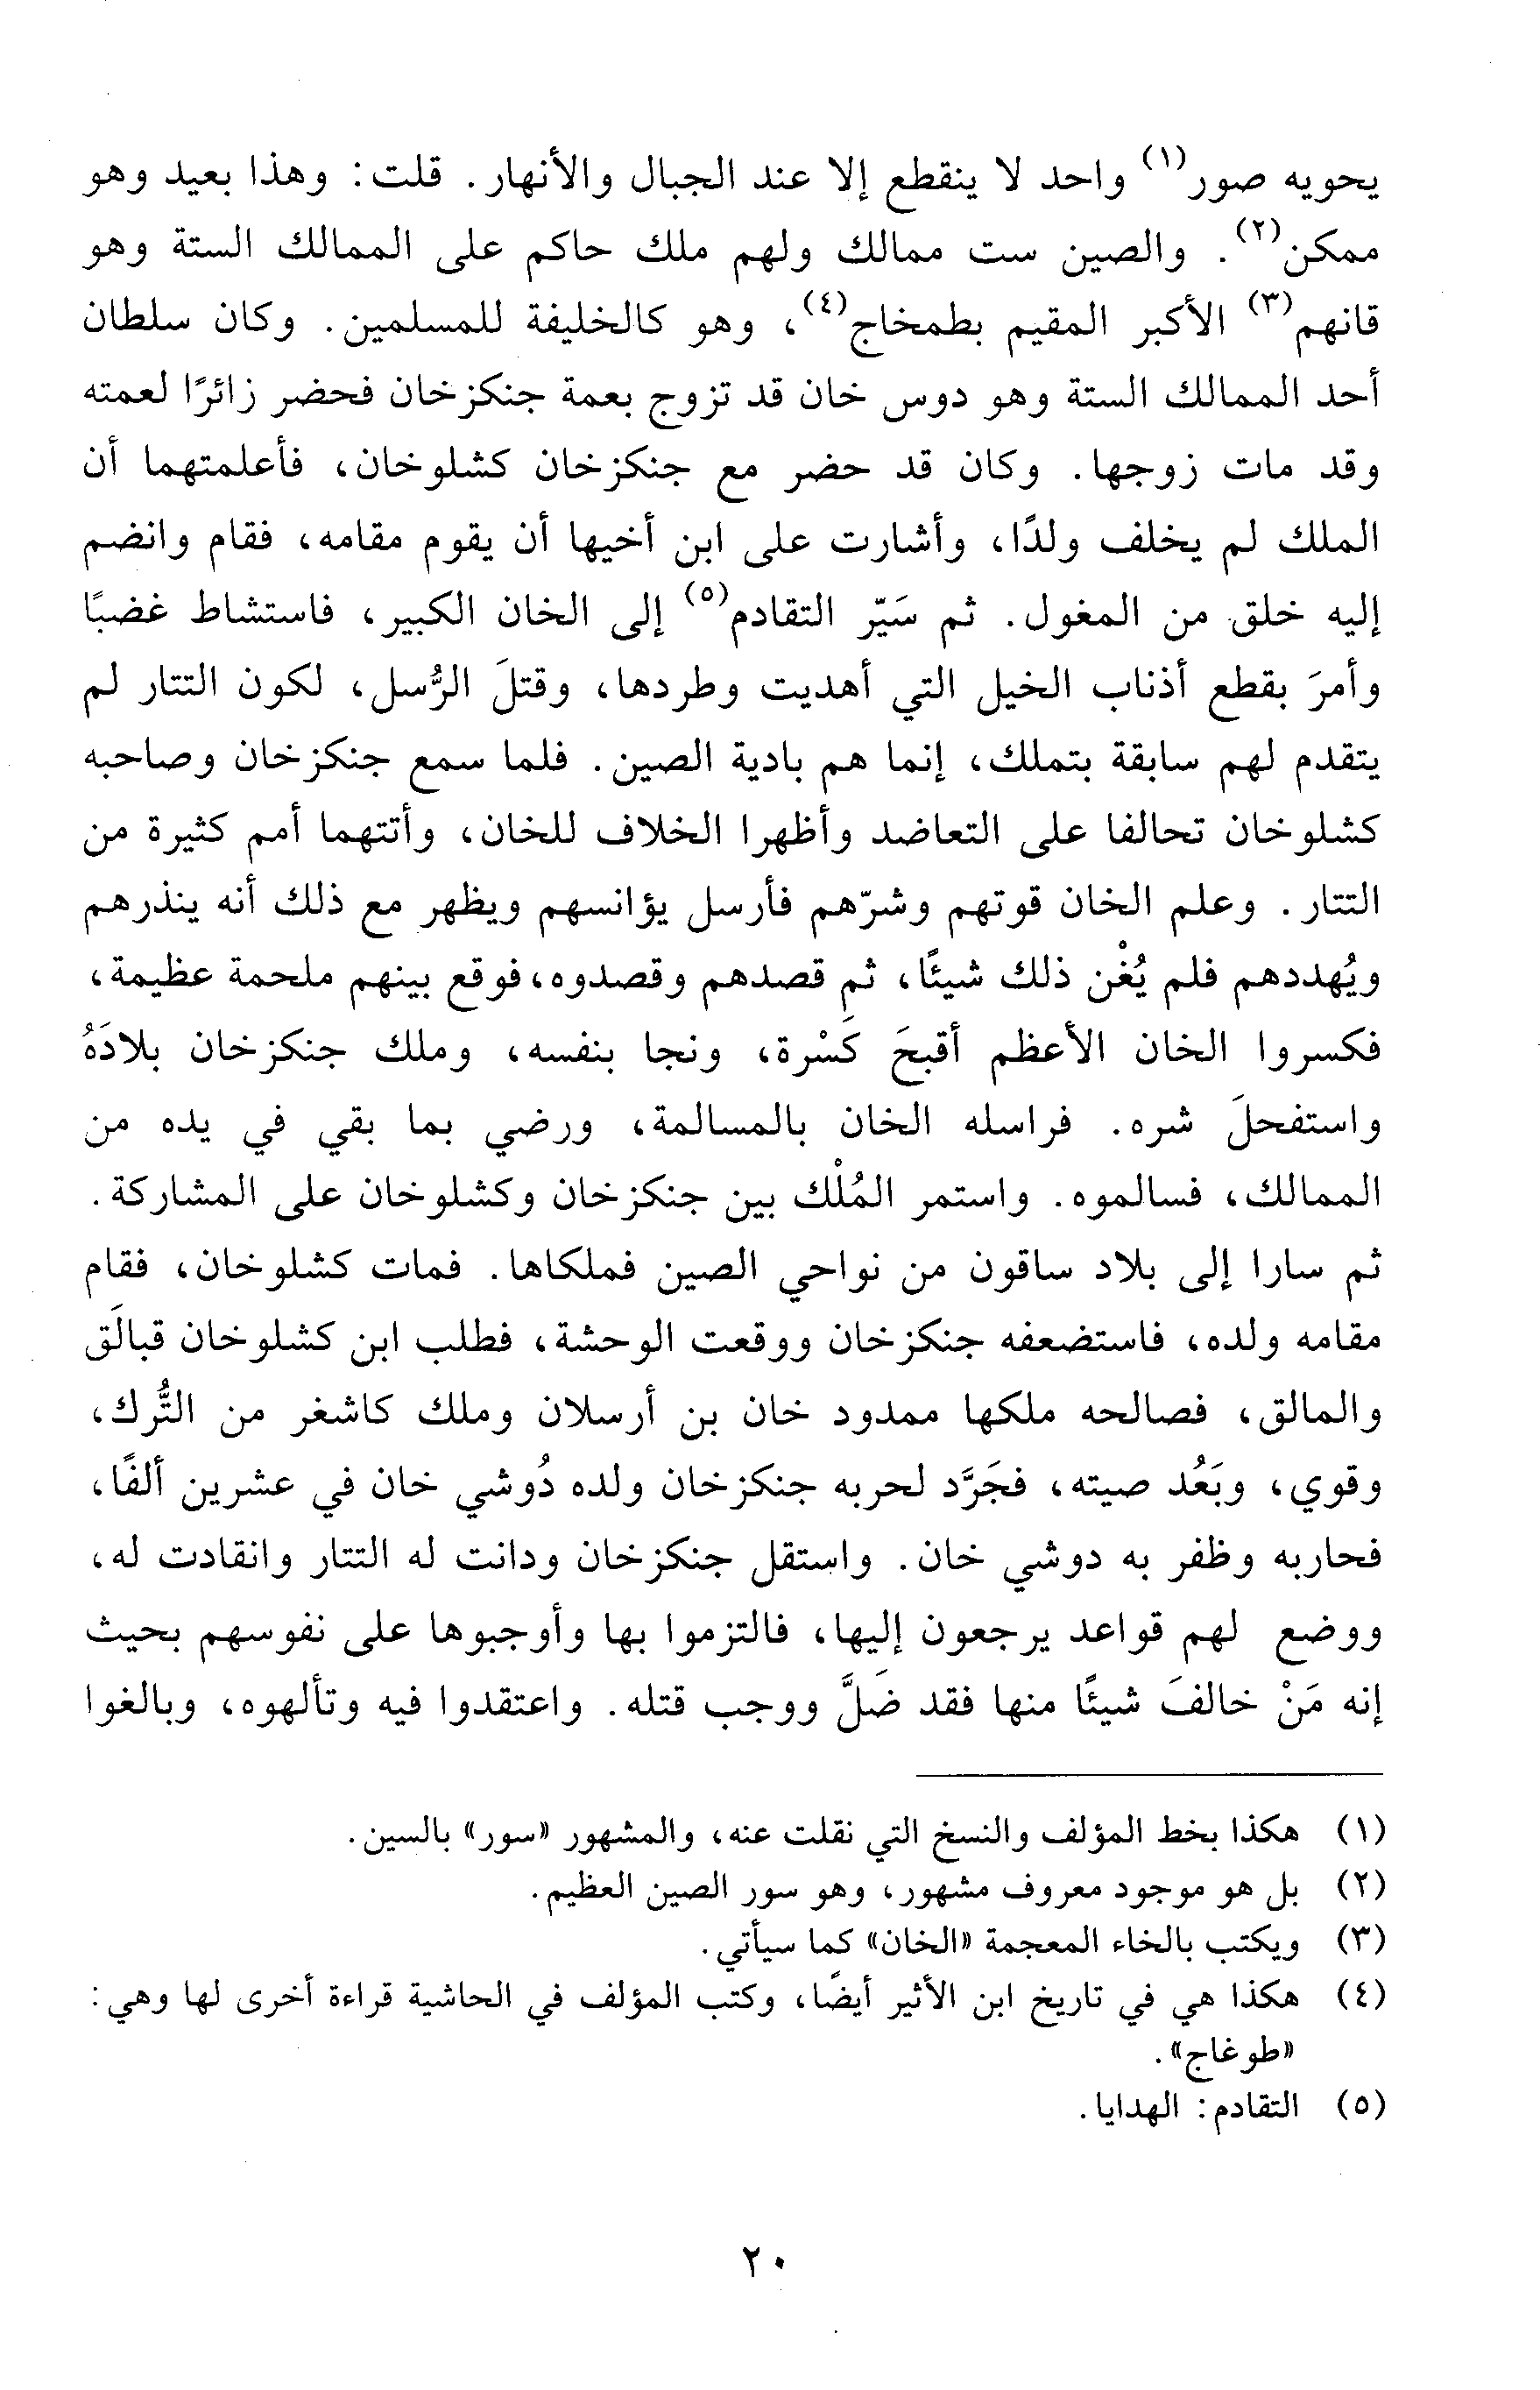 يحويه صور(١) واحد لا ينقطع إلا عند الجبال والأنهار. قلت: وهذا بعيد وهو
ممكن(٢). والصين ست ممالك ولهم ملك حاكم على الممالك الستة وهو
قانهم(٣) الأكبر المقيم بطمخاج(٤)، وهو كالخليفة للمسلمين. وكان سلطان
أحد الممالك الستة وهو دوس خان قد تزوج بعمة جنكزخان فحضر زائرًا لعمته
وقد مات زوجها. وكان قد حضر مع جنكزخان كشلوخان، فأعلمتهما أن
الملك لم يخلف ولدًا، وأشارت على ابن أخيها أن يقوم مقامه، فقام وانضم
إليه خلق من المغول. ثم سَيّر التقادم(٥) إلى الخان الكبير، فاستشاط غضبًا
وأمرَ بقطع أذناب الخيل التي أهديت وطردها، وقتلَ الرُّسل، لكون التتار لم
يتقدم لهم سابقة بتملك، إنما هم بادية الصين. فلما سمع جنكزخان وصاحبه
كشلوخان تحالفا على التعاضد وأظهرا الخلاف للخان، وأتتهما أمم كثيرة من
التتار. وعلم الخان قوتهم وشرّهم فأرسل يؤانسهم ويظهر مع ذلك أنه ينذرهم
ويُهددهم فلم يُغْن ذلك شيئًا، ثم قصدهم وقصدوه، فوقع بينهم ملحمة عظيمة،
فكسروا الخان الأعظم أقبحَ كَسْرة، ونجا بنفسه، وملك جنكزخان بلادَهُ
واستفحلَ شره. فراسله الخان بالمسالمة، ورضي بما بقي في يده من
الممالك، فسالموه. واستمر المُلْك بين جنكزخان وكشلوخان على المشاركة.
ثم سارا إلى بلاد ساقون من نواحي الصين فملكاها. فمات كشلوخان، فقام
مقامه ولده، فاستضعفه جنكزخان ووقعت الوحشة، فطلب ابن كشلوخان قبالَق
والمالق، فصالحه ملكها ممدود خان بن أرسلان وملك كاشغر من التُّرك،
وقوي، وبَعُد صيته، فجَرَّد لحربه جنكزخان ولده دُوشي خان في عشرين ألفًا،
فحاربه وظفر به دوشي خان. واستقل جنكزخان ودانت له التتار وانقادت له،
ووضع لهم قواعد يرجعون إليها، فالتزموا بها وأوجبوها على نفوسهم بحيث
إنه مَنْ خالفَ شيئًا منها فقد ضَلَّ ووجب قتله. واعتقدوا فيه وتألهوه، وبالغوا
(١) هكذا بخط المؤلف والنسخ التي نقلت عنه، والمشهور «سور» بالسين.
(٢) بل هو موجود معروف مشهور، وهو سور الصين العظيم.
(٣) ويكتب بالخاء المعجمة «الخان» كما سيأتي.
(٤) هكذا هي في تاريخ ابن الأثير أيضًا، وكتب المؤلف في الحاشية قراءة أخرى لها وهي:
«طوغاج».
(٥) التقادم: الهدايا.
٢٠